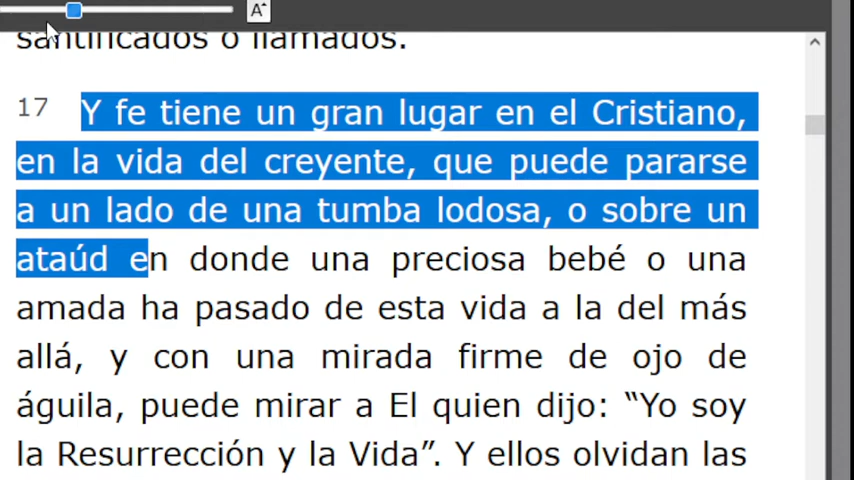 A
santificados o llamados.
17 Y fe tiene un gran lugar en el Cristiano,
en la vida del creyente, que puede pararse
a un lado de una tumba lodosa, o sobre un
ataúd en donde una preciosa bebé o una
amada ha pasado de esta vida a la del más
allá, y con una mirada firme de ojo de
águila, puede mirar a El quien dijo: “Yo soy
la Resurrección y la Vida”. Y ellos olvidan las